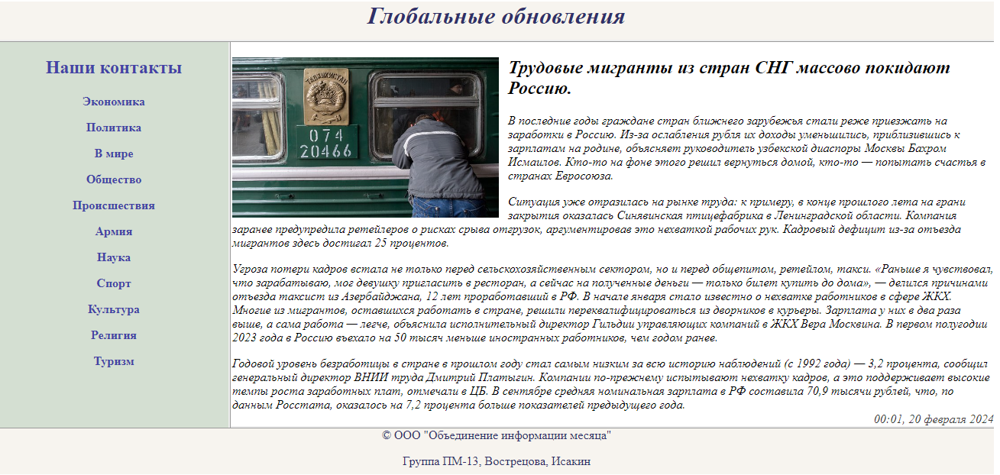 Глобальные обновления
Наши контакты
Экономика
Политика
В мире
Общество
Происшествия
Армия
Наука
Спорт
Культура
Религия
Туризм
ТАДЖИКИСТАН
074
20466
Трудовые мигранты из стран СНГ массово покидают
Россию.
В последние годы граждане стран ближнего зарубежья стали реже приезжать на
заработки в Россию. Из-за ослабления рубля их доходы уменьшились, приблизившись к
зарплатам на родине, объясняет руководитель узбекской диаспоры Москвы Бахром
Исмаилов. Кто-то на фоне этого решил вернуться домой, кто-то — попытать счастья в
странах Евросоюза.
Ситуация уже отразилась на рынке труда: к примеру, в конце прошлого лета на грани
закрытия оказалась Синявинская птицефабрика в Ленинградской области. Компания
заранее предупредила ретейлеров о рисках срыва отгрузок, аргументировав это нехваткой рабочих рук. Кадровый дефицит из-за отъезда
мигрантов здесь достигал 25 процентов.
Угроза потери кадров встала не только перед сельскохозяйственным сектором, но и перед общепитом, ретейлом, такси. «Раньше я чувствовал,
что зарабатываю, мог девушку пригласить в ресторан, а сейчас на полученные деньги — только билет купить до дома», — делился причинами
отъезда таксист из Азербайджана, 12 лет проработавший в РФ. В начале января стало известно о нехватке работников в сфере ЖКХ.
Многие из мигрантов, оставшихся работать в стране, решили переквалифицироваться из дворников в курьеры. Зарплата у них в два раза
выше, а сама работа — легче, объяснила исполнительный директор Гильдии управляющих компаний в ЖКХ Вера Москвина. В первом полугодии
2023 года в Россию въехало на 50 тысяч меньше иностранных работников, чем годом ранее.
Годовой уровень безработицы в стране в прошлом году стал самым низким за всю историю наблюдений (с 1992 года) — 3,2 процента, сообщил
генеральный директор ВНИИ труда Дмитрий Платыгин. Компании по-прежнему испытывают нехватку кадров, а это поддерживает высокие
темпы роста заработных плат, отмечали в ЦБ. В сентябре средняя номинальная зарплата в РФ составила 70,9 тысячи рублей, что, по
данным Росстата, оказалось на 7,2 процента больше показателей предыдущего года.
00:01, 20 февраля 2024
© ООО "Объединение информации месяца"
Группа ПМ-13, Вострецова, Исакин